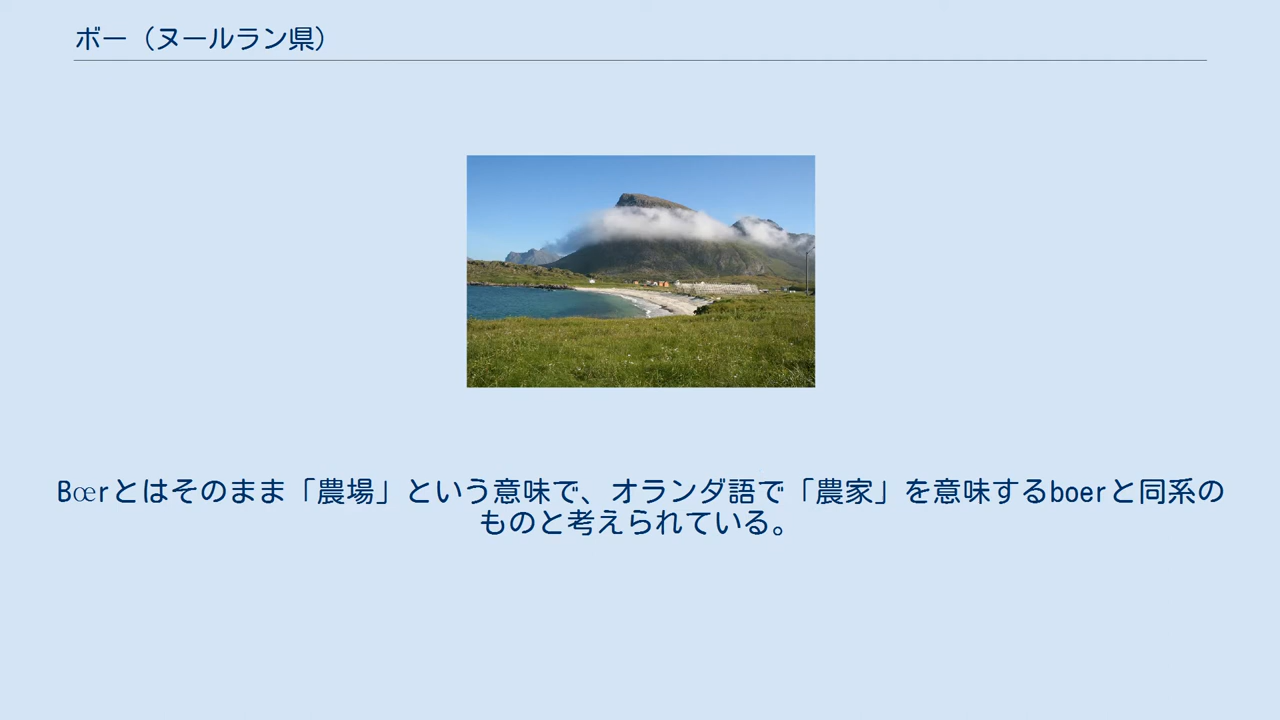 ボー（ヌールラン県）
Bœrとはそのまま「農場」という意味で、オランダ語で「農家」を意味するboerと同系の
ものと考えられている。